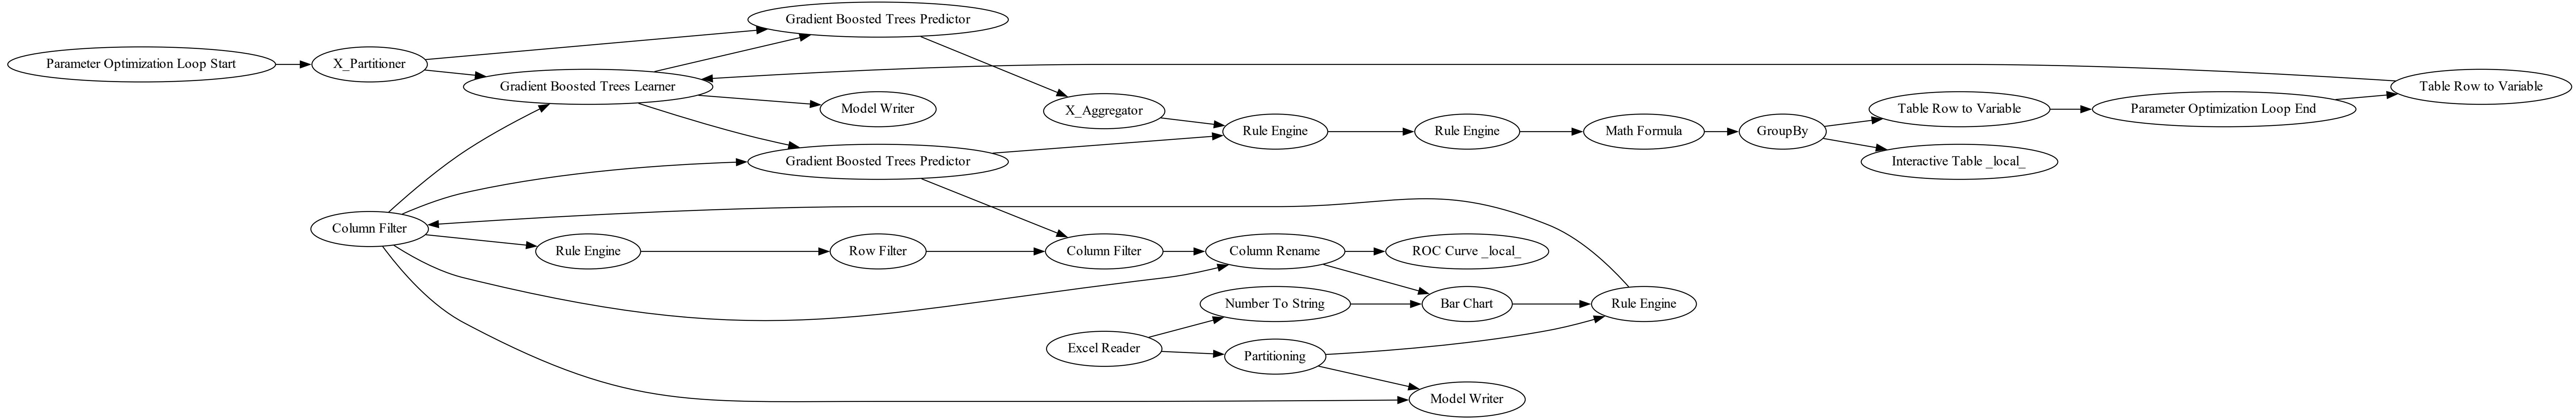 Gradient Boosted Trees Predictor
Parameter Optimization Loop Start
X_Partitioner
Gradient Boosted Trees Learner
Table Row to Variable
Model Writer
X_Aggregator
Table Row to Variable
Parameter Optimization Loop End
Rule Engine
Rule Engine
Math Formula
GroupBy
Gradient Boosted Trees Predictor
Interactive Table _local_
Column Filter
Rule Engine
Row Filter
Column Filter
Column Rename
ROC Curve _local_
Number To String
Bar Chart
Rule Engine
Excel Reader
Partitioning
Model Writer